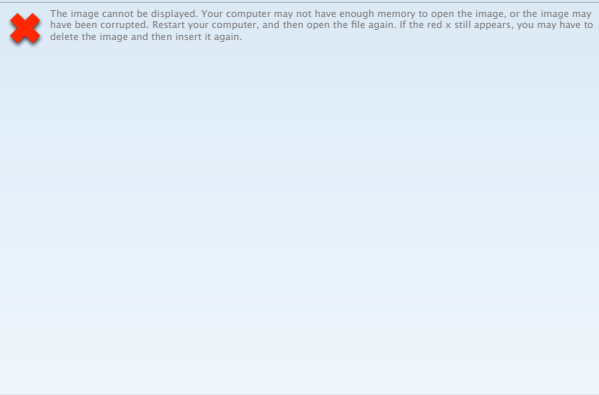 The image cannot be displayed. Your computer may not have enough memory to open the image, or the image may
have been corrupted. Restart your computer, and then open the file again. If the red x still appears, you may have to
delete the image and then insert it again.